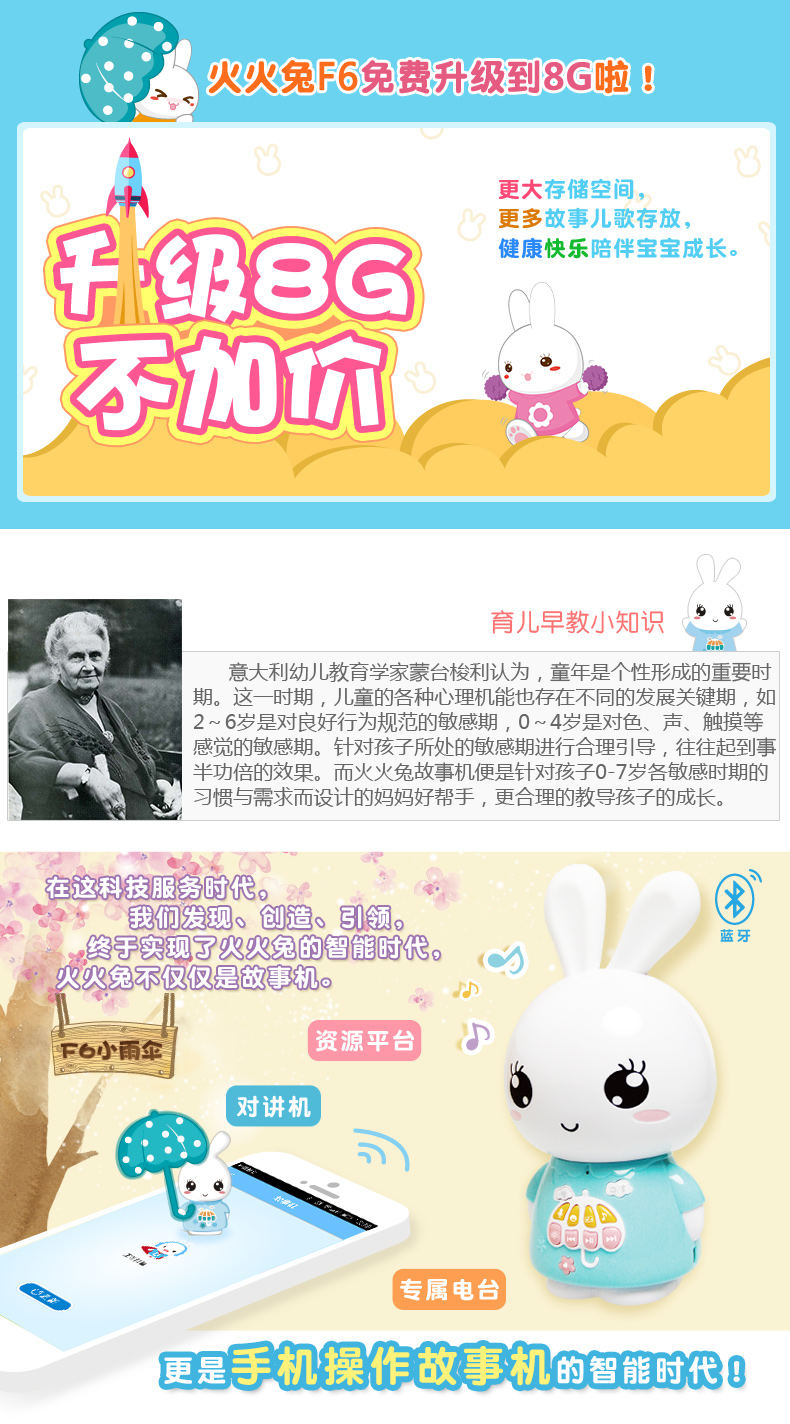 火火兔F6免费升级到8G啦！
更大存储空间，
更多故事儿歌存放，
健康快乐陪伴宝宝成长。
升级8G
不加价
育儿早教小知识
意大利幼儿教育学家蒙台梭利认为，童年是个性形成的重要时
期。这一时期，儿童的各种心理机能也存在不同的发展关键期，如
2～6岁是对良好行为规范的敏感期，0～4岁是对色、声、触摸等
感觉的敏感期。针对孩子所处的敏感期进行合理引导，往往起到事
半功倍的效果。而火火兔故事机便是针对孩子0-7岁各敏感时期的
习惯与需求而设计的妈妈好帮手，更合理的教导孩子的成长。
在这科技服务时代，
我们发现、创造、引领，
终于实现了火火兔的智能时代，
火火兔不仅仅是故事机。
蓝牙
F6小雨伞
资源平台
对讲机
专属电台
更是手机操作故事机的智能时代！